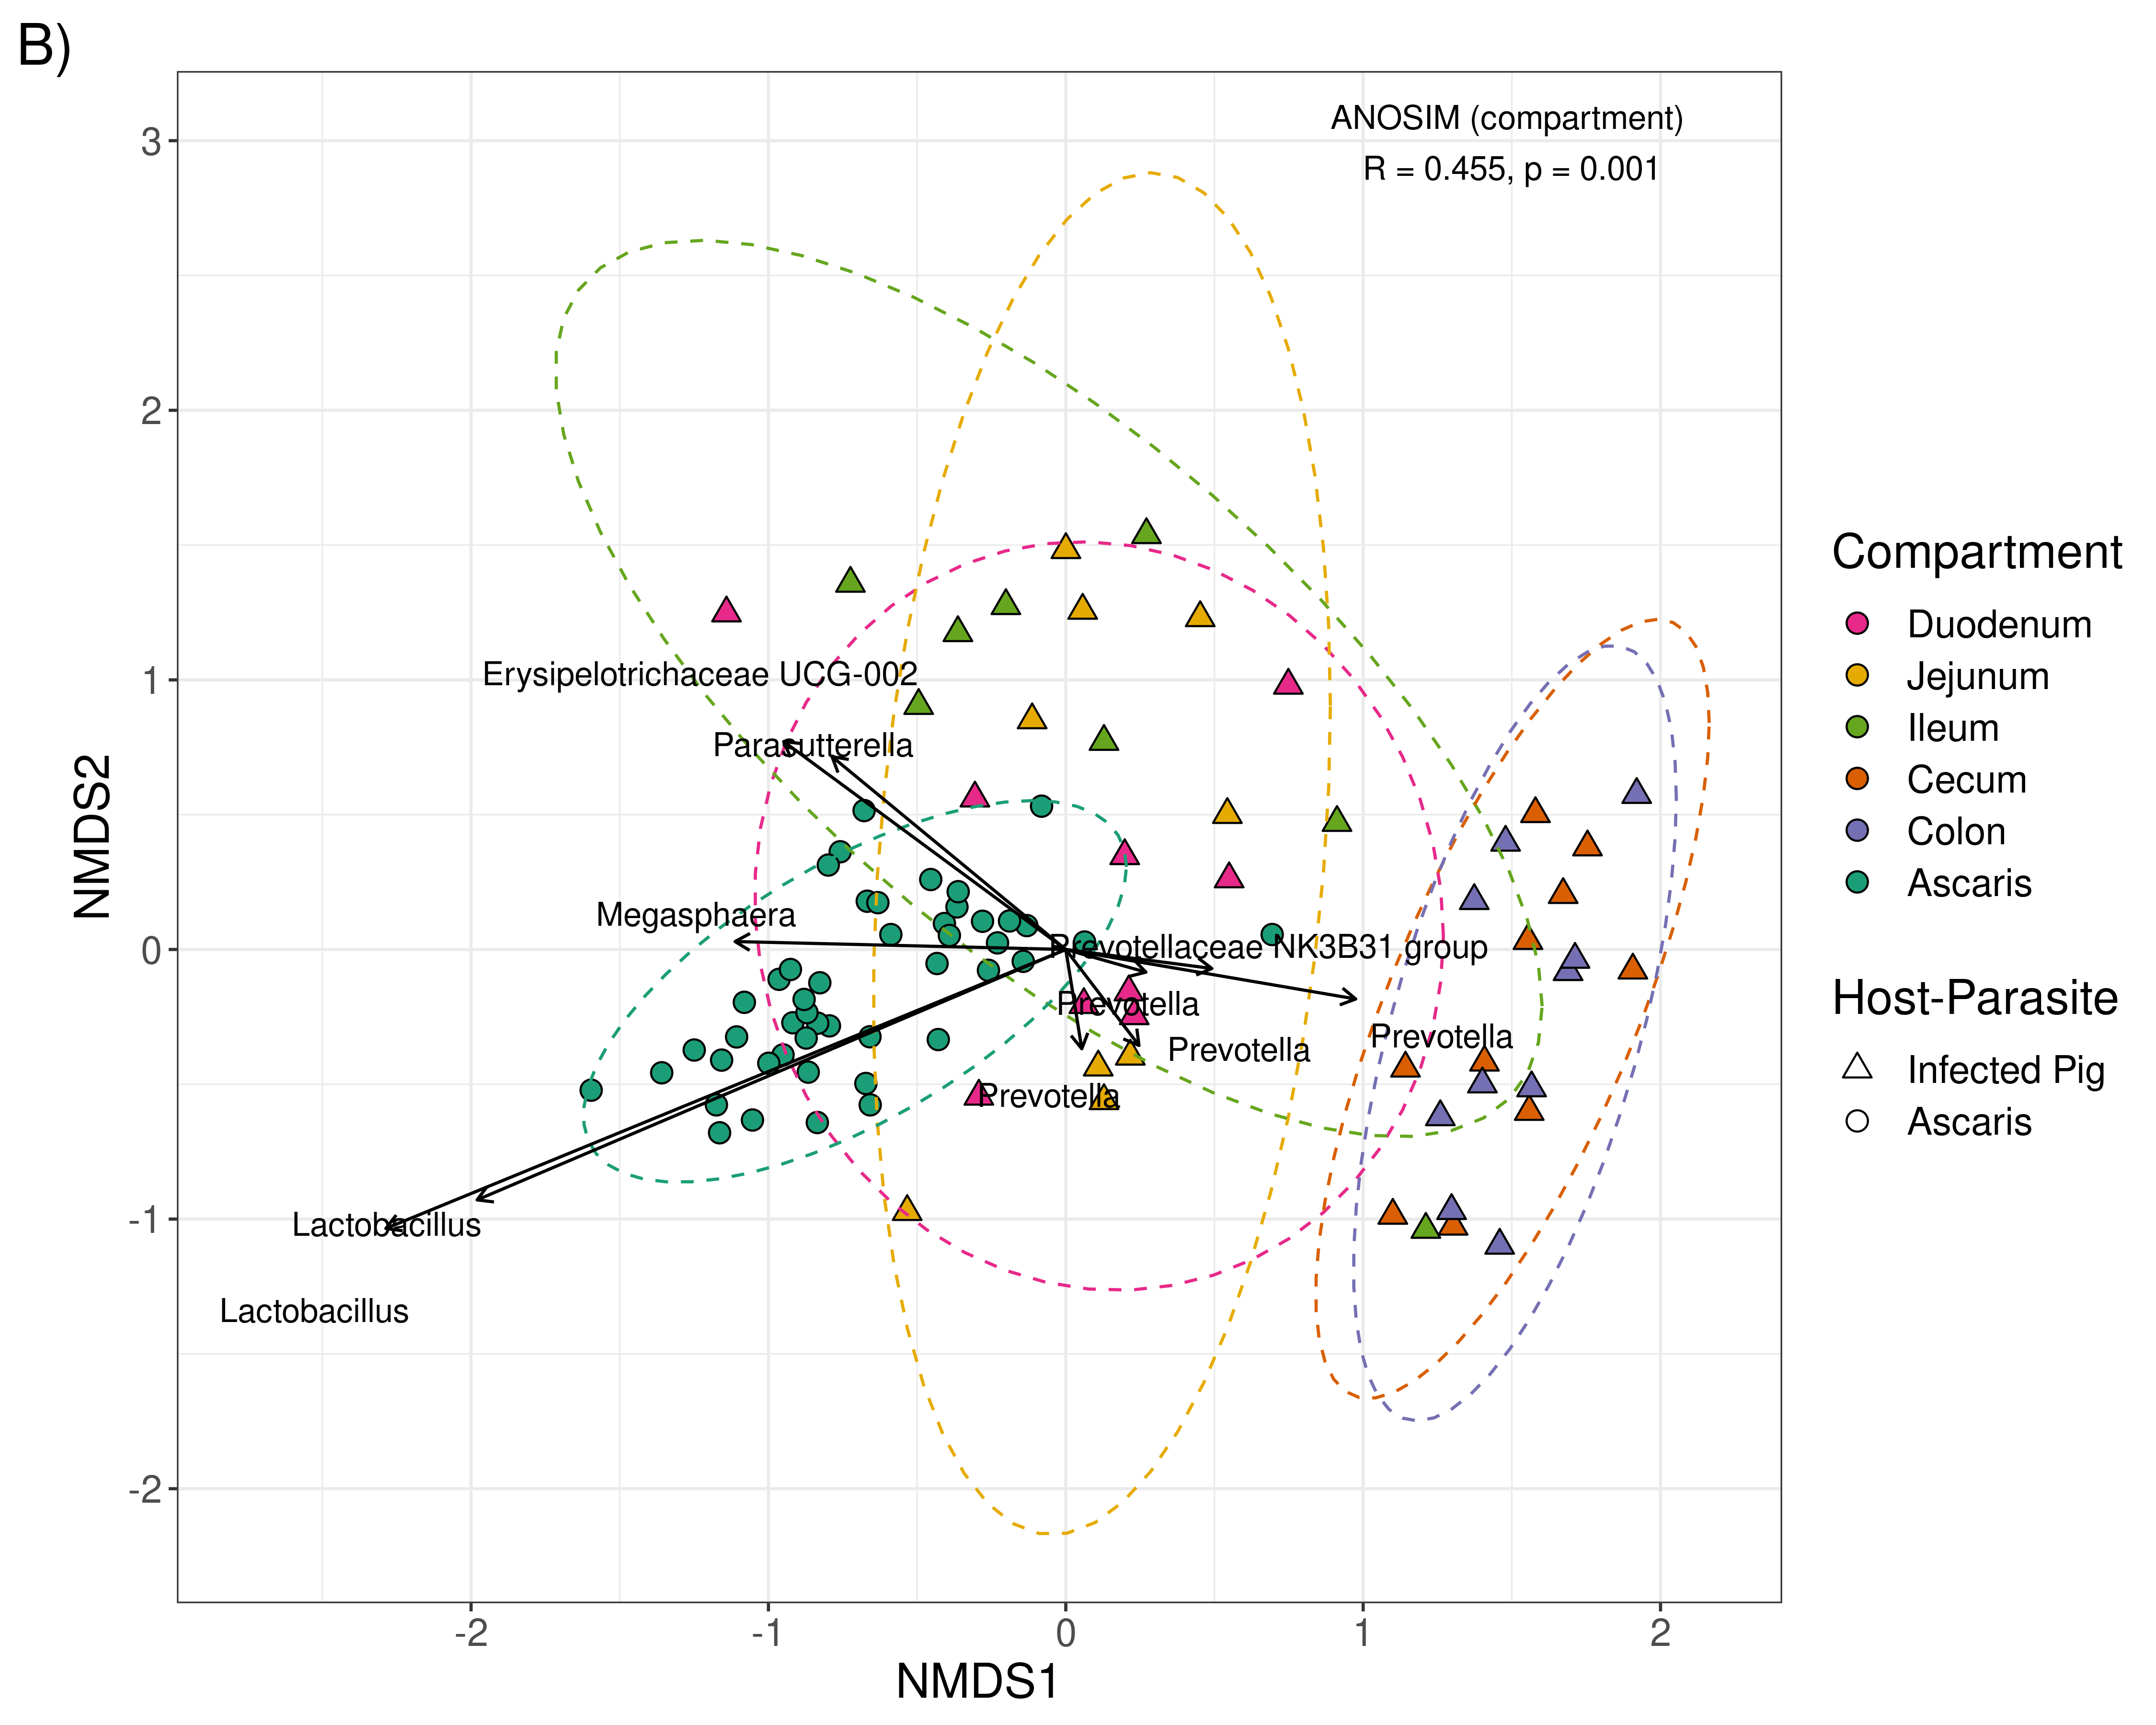 B)
ANOSIM (compartment)
R = 0.455, p = 0.001
3
2
1
0
-1
-2
NMDS2
Erysipelotrichaceae UCG-002
Parasutterella
Megasphaera
Prevotellaceae NK3B31 group
Prevotella
Prevotella
Prevotella
Prevotella
Lactobacillus
Lactobacillus
-2
-1
0
1
2
NMDS1
Compartment
Duodenum
Jejunum
Ileum
Cecum
Colon
Ascaris
Host-Parasite
Infected Pig
Ascaris